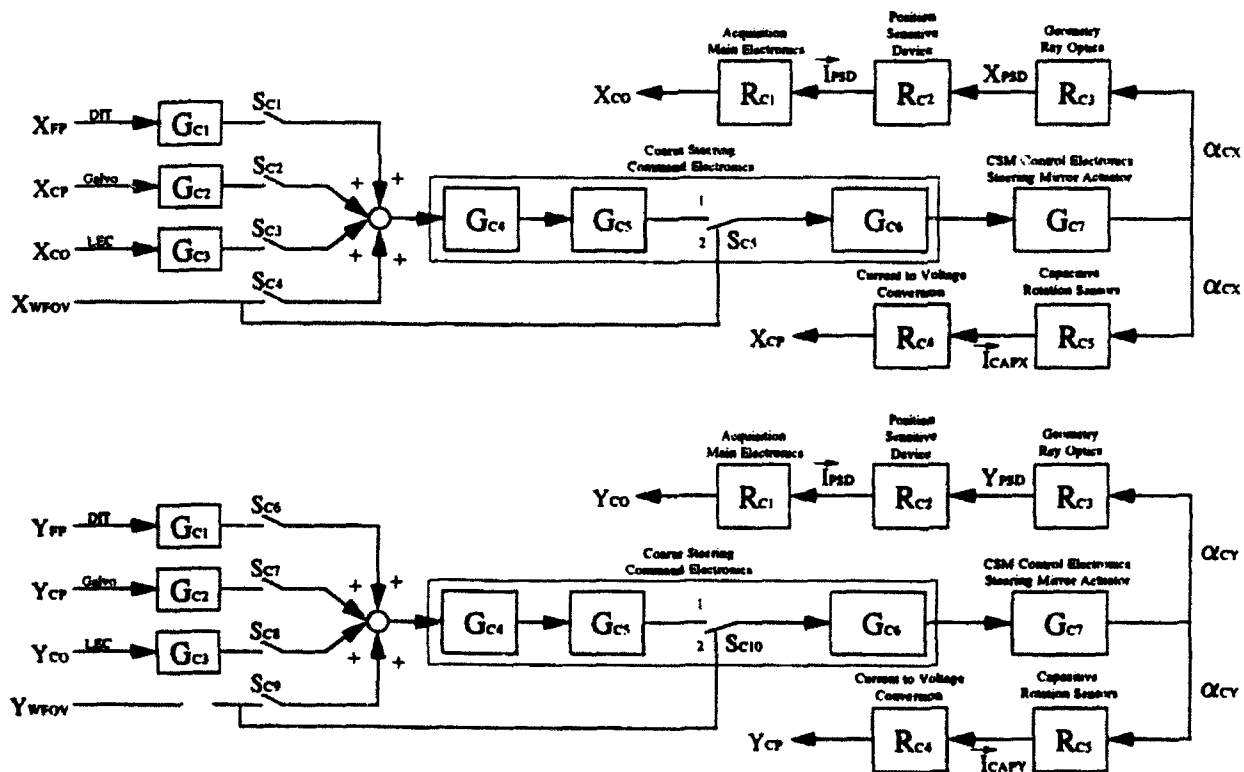 Acquisition
Main Electronics
Position
Sensitive
Device
Geometry
Ray Optics
XCO
RC1
IPSD
RC2
XPSD
RC3
XFP
DIT
GC1
SC1
αCX
XCP
Galvo
GC2
SC2
+
+
Coarse Steering
Command Electronics
CSM Control Electronics
Steering Mirror Actuator
GC4
GC5
1
2
SC5
GC6
GC7
XCO
LEC
GC3
SC3
+
+
XWFOV
SC4
Current to Voltage
Conversion
Capacitive
Rotation Sensors
αCX
XCP
RC4
ICAPX
RC5
Acquisition
Main Electronics
Position
Sensitive
Device
Geometry
Ray Optics
YCO
RC1
IPSD
RC2
YPSD
RC3
YFP
DIT
GC1
SC6
αCY
YCP
Galvo
GC2
SC7
+
+
Coarse Steering
Command Electronics
CSM Control Electronics
Steering Mirror Actuator
GC4
GC5
1
2
SC10
GC6
GC7
YCO
LEC
GC3
SC8
+
+
YWFOV
SC9
Current to Voltage
Conversion
Capacitive
Rotation Sensors
αCY
YCP
RC4
ICAPY
RC5